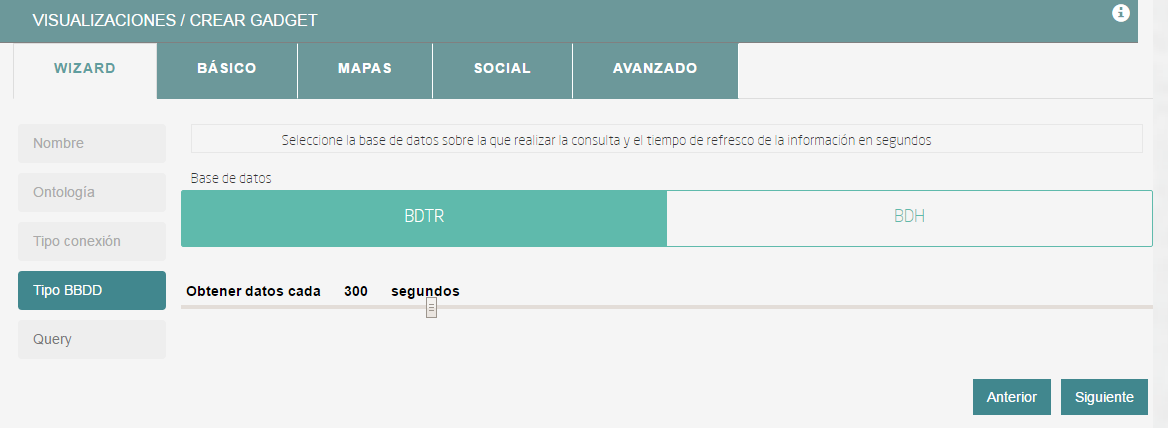 VISUALIZACIONES / CREAR GADGET
WIZARD
BÁSICO
MAPAS
SOCIAL
AVANZADO
Nombre
Ontología
Tipo conexión
Tipo BBDD
Query
Seleccione la base de datos sobre la que realizar la consulta y el tiempo de refresco de la información en segundos
Base de datos
BDTR
BDH
Obtener datos cada 300 segundos
Anterior
Siguiente